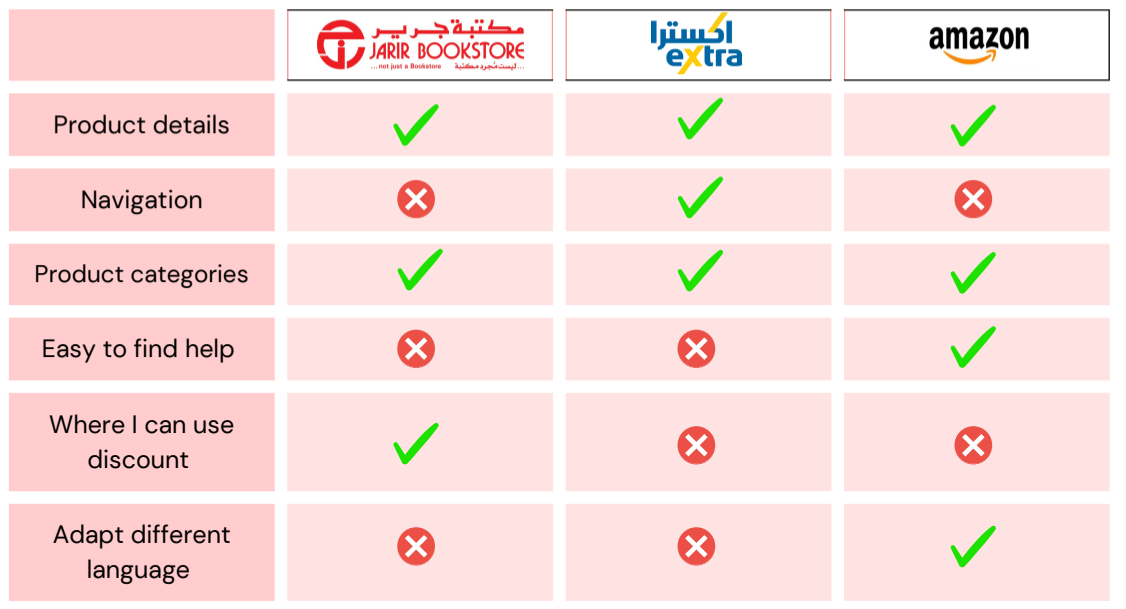 مكتبة جرير
JARIR BOOKSTORE
...not just a Bookstore ليست مجرد مكتبة...
اكسترا
extra
amazon
Product details
Navigation
Product categories
Easy to find help
Where I can use
discount
Adapt different
language